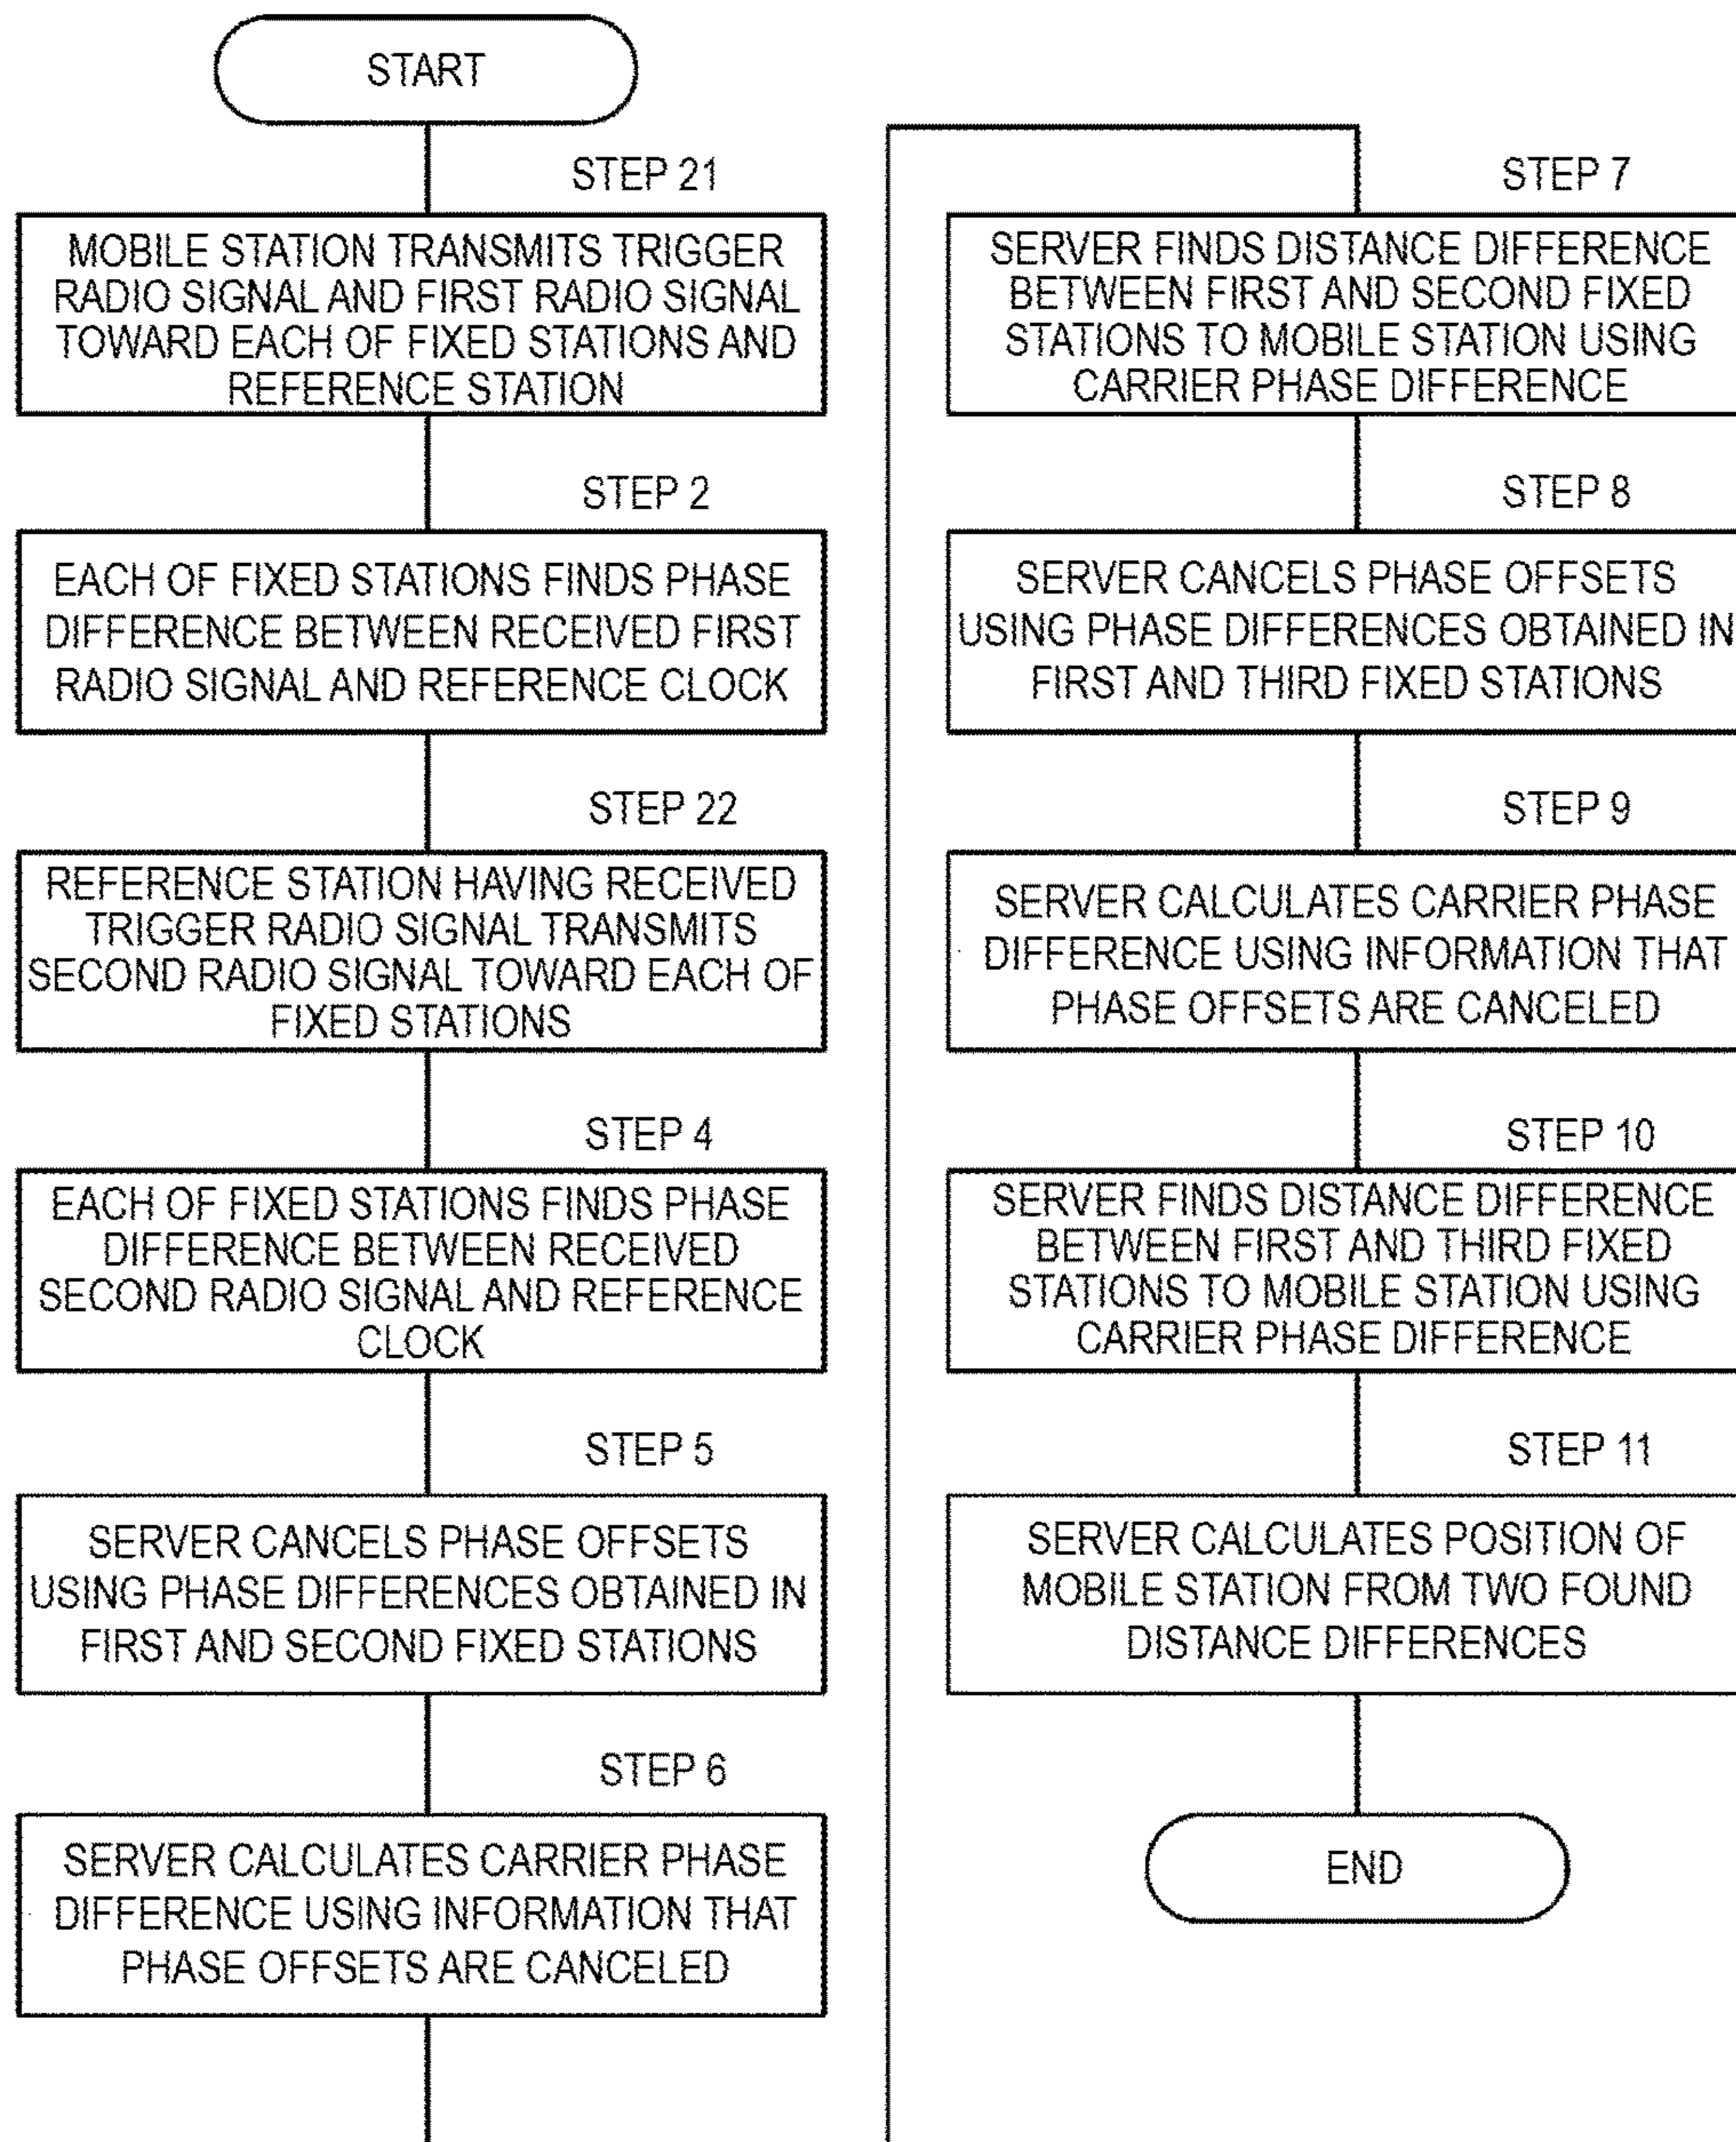 START
STEP 21
MOBILE STATION TRANSMITS TRIGGER
RADIO SIGNAL AND FIRST RADIO SIGNAL
TOWARD EACH OF FIXED STATIONS AND
REFERENCE STATION
STEP 2
EACH OF FIXED STATIONS FINDS PHASE
DIFFERENCE BETWEEN RECEIVED FIRST
RADIO SIGNAL AND REFERENCE CLOCK
STEP 22
REFERENCE STATION HAVING RECEIVED
TRIGGER RADIO SIGNAL TRANSMITS
SECOND RADIO SIGNAL TOWARD EACH OF
FIXED STATIONS
STEP 4
EACH OF FIXED STATIONS FINDS PHASE
DIFFERENCE BETWEEN RECEIVED
SECOND RADIO SIGNAL AND REFERENCE
CLOCK
STEP 5
SERVER CANCELS PHASE OFFSETS
USING PHASE DIFFERENCES OBTAINED IN
FIRST AND SECOND FIXED STATIONS
STEP 6
SERVER CALCULATES CARRIER PHASE
DIFFERENCE USING INFORMATION THAT
PHASE OFFSETS ARE CANCELED
STEP 7
SERVER FINDS DISTANCE DIFFERENCE
BETWEEN FIRST AND SECOND FIXED
STATIONS TO MOBILE STATION USING
CARRIER PHASE DIFFERENCE
STEP 8
SERVER CANCELS PHASE OFFSETS
USING PHASE DIFFERENCES OBTAINED IN
FIRST AND THIRD FIXED STATIONS
STEP 9
SERVER CALCULATES CARRIER PHASE
DIFFERENCE USING INFORMATION THAT
PHASE OFFSETS ARE CANCELED
STEP 10
SERVER FINDS DISTANCE DIFFERENCE
BETWEEN FIRST AND THIRD FIXED
STATIONS TO MOBILE STATION USING
CARRIER PHASE DIFFERENCE
STEP 11
SERVER CALCULATES POSITION OF
MOBILE STATION FROM TWO FOUND
DISTANCE DIFFERENCES
END